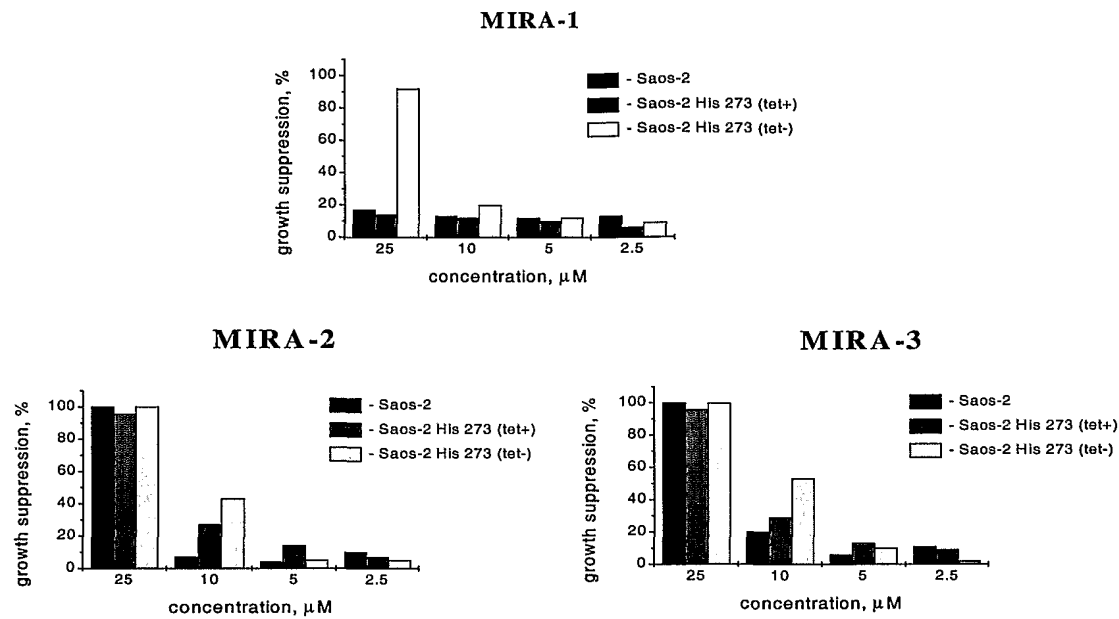 MIRA-1
growth suppression, %
100
80
60
40
20
0
25 10 5 2.5
concentration, μM
- Saos-2
- Saos-2 His 273 (tet+)
- Saos-2 His 273 (tet-)
MIRA-2
growth suppression, %
100
80
60
40
20
0
25 10 5 2.5
concentration, μM
- Saos-2
- Saos-2 His 273 (tet+)
- Saos-2 His 273 (tet-)
MIRA-3
growth suppression, %
100
80
60
40
20
0
25 10 5 2.5
concentration, μM
- Saos-2
- Saos-2 His 273 (tet+)
- Saos-2 His 273 (tet-)